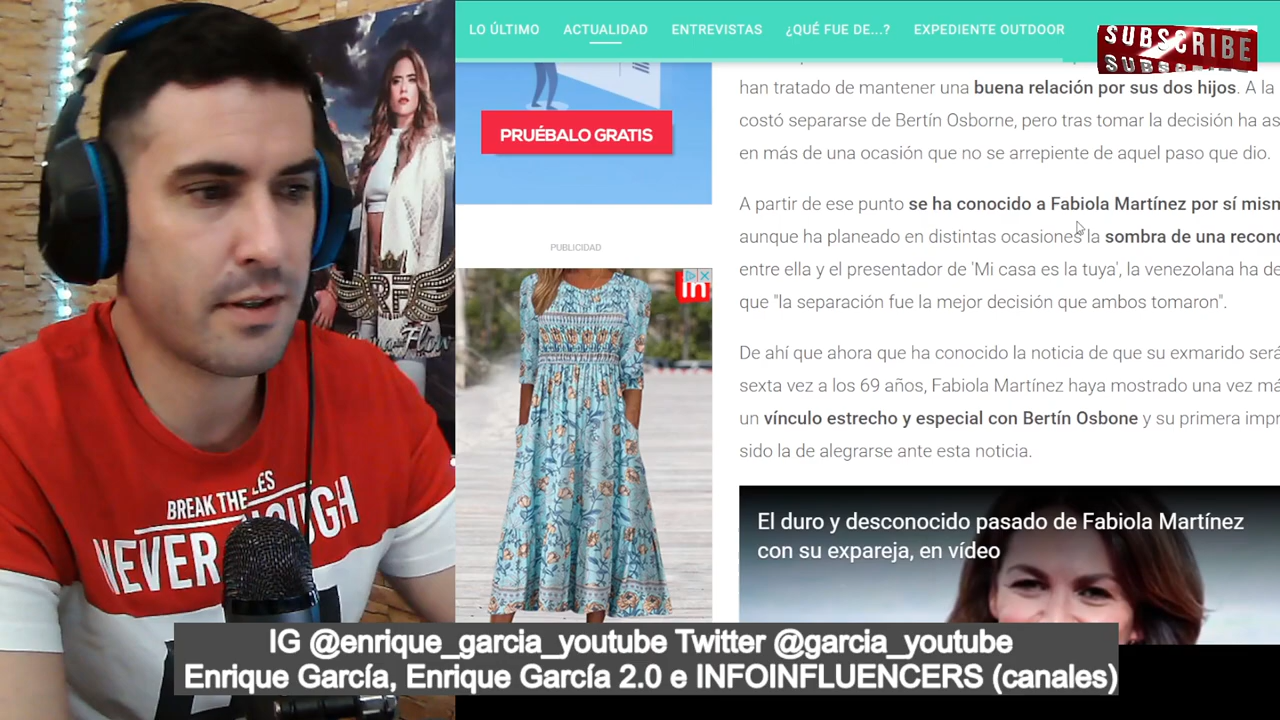 LO ÚLTIMO ACTUALIDAD ENTREVISTAS ¿QUÉ FUE DE...? EXPEDIENTE OUTDOOR
SUBSCRIBE
PRUÉBALO GRATIS
PUBLICIDAD
han tratado de mantener una buena relación por sus dos hijos. A la
costó separarse de Bertín Osborne, pero tras tomar la decisión ha as
en más de una ocasión que no se arrepiente de aquel paso que dio.
A partir de ese punto se ha conocido a Fabiola Martínez por sí mism
aunque ha planeado en distintas ocasiones la sombra de una recono
entre ella y el presentador de 'Mi casa es la tuya', la venezolana ha de
que "la separación fue la mejor decisión que ambos tomaron".
De ahí que ahora que ha conocido la noticia de que su exmarido será
sexta vez a los 69 años, Fabiola Martínez haya mostrado una vez má
un vínculo estrecho y especial con Bertín Osbone y su primera impr
sido la de alegrarse ante esta noticia.
El duro y desconocido pasado de Fabiola Martínez
con su expareja, en vídeo
BREAK THE
NEVER
IG @enrique_garcia_youtube Twitter @garcia_youtube
Enrique García, Enrique García 2.0 e INFOINFLUENCERS (canales)